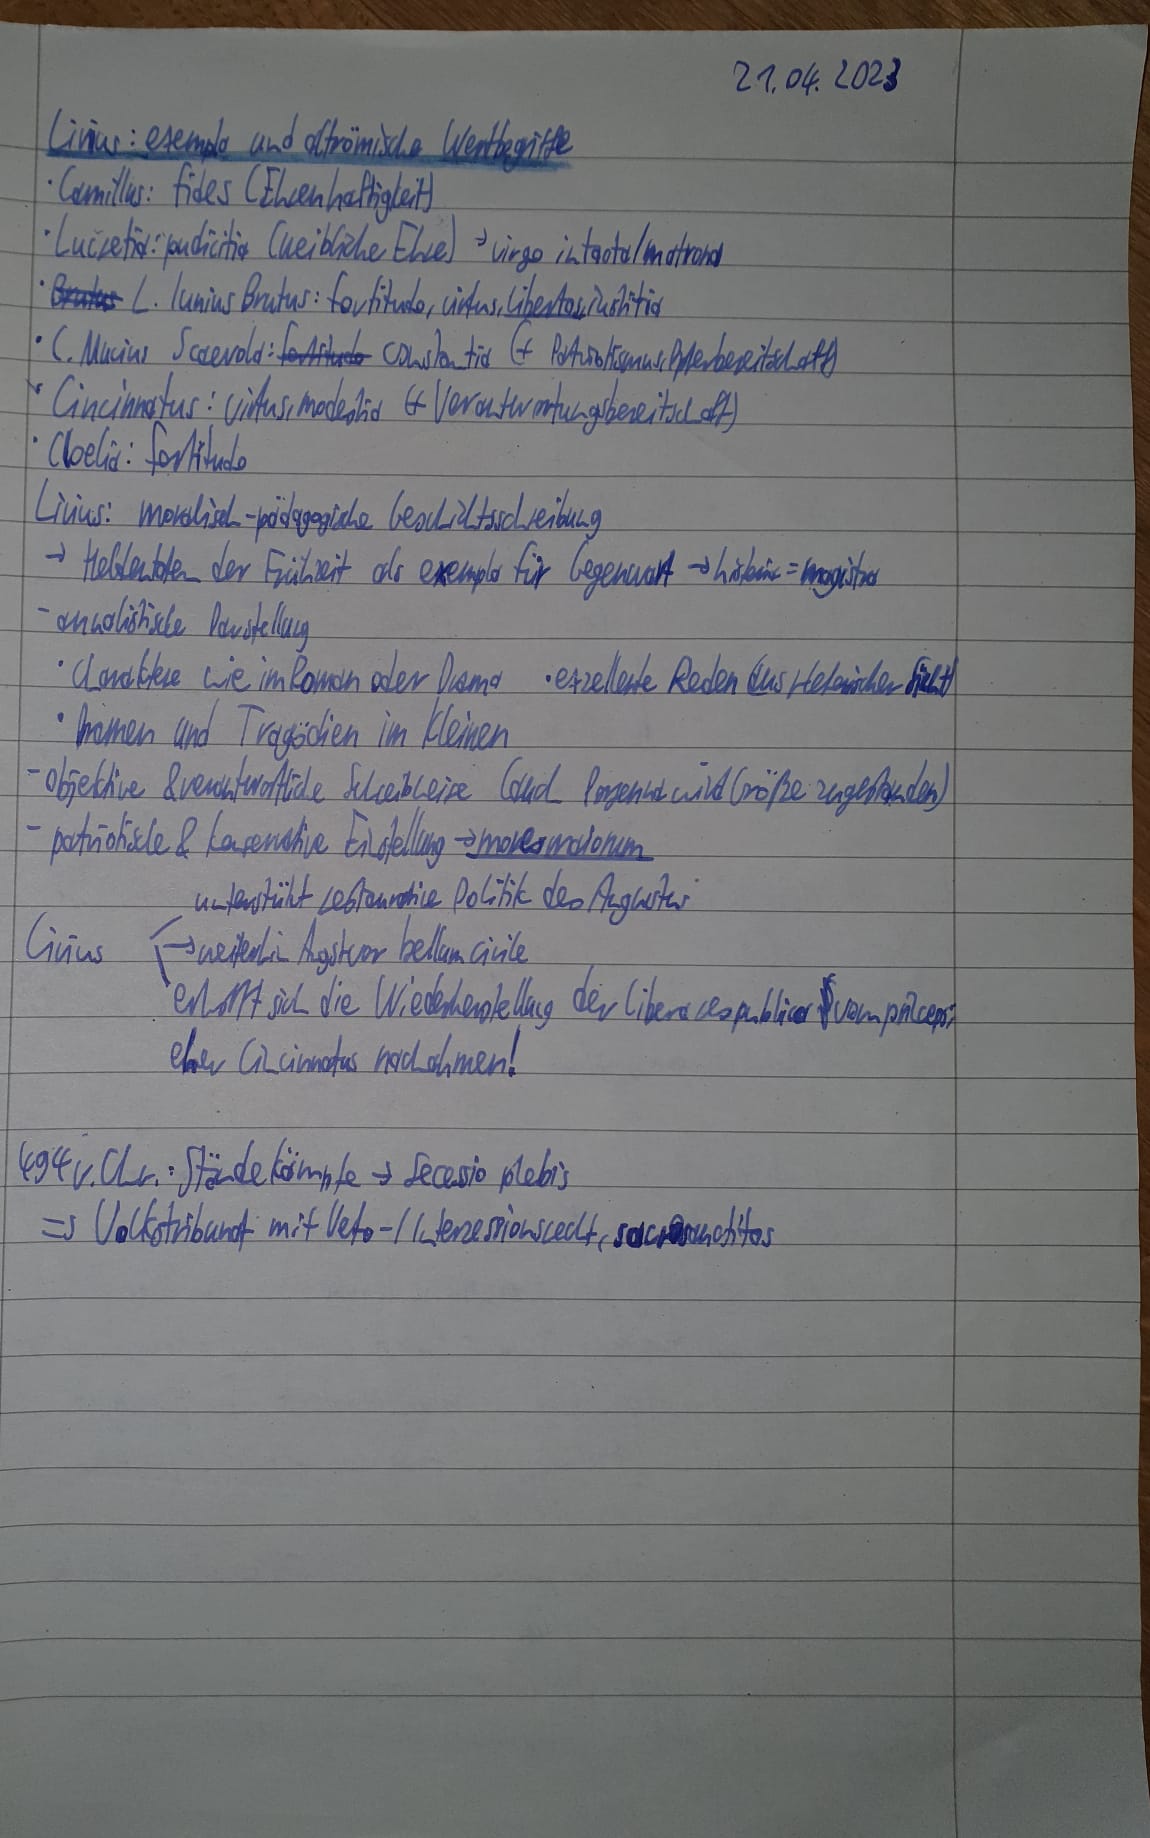 21.04.2023
Livius: exempla und altrömische Wertbegriffe
· Camillus: fides (Ehrenhaftigkeit)
· Lucretia: pudicitia (weibliche Ehre) → virgo intacta/matrona
· Brutus L. Iunius Brutus: fortitudo, virtus, libertas, iustitia
· C. Mucius Scaevola: fortitudo constantia (+ Patriotismus, Opferbereitschaft)
· Cincinnatus: virtus, modestia (+ Verantwortungsbereitschaft)
· Cloelia: fortitudo
Livius: moralisch-pädagogische Geschichtsschreibung
→ Heldentaten der Frühzeit als exempla für Gegenwart → historia = magistra
- annalistische Darstellung
· Charaktere wie im Roman oder Drama · exzellente Reden (aus rhetorischer Sicht)
· Dramen und Tragödien im Kleinen
- objektive & verantwortliche Schreibweise (auch Porsenna wird Größe zugestanden)
- patriotische & konservative Einstellung → mores maiorum
unterstützt restaurative Politik des Augustus
Livius → weiterhin Angst vor bellum civile
erhofft sich die Wiederherstellung der libera res publica vom princeps,
eher Cincinnatus nachahmen!
494 v. Chr.: Ständekämpfe → Secessio plebis
=> Volkstribunat mit Veto-/Interzessionsrecht, sacrosanctitas